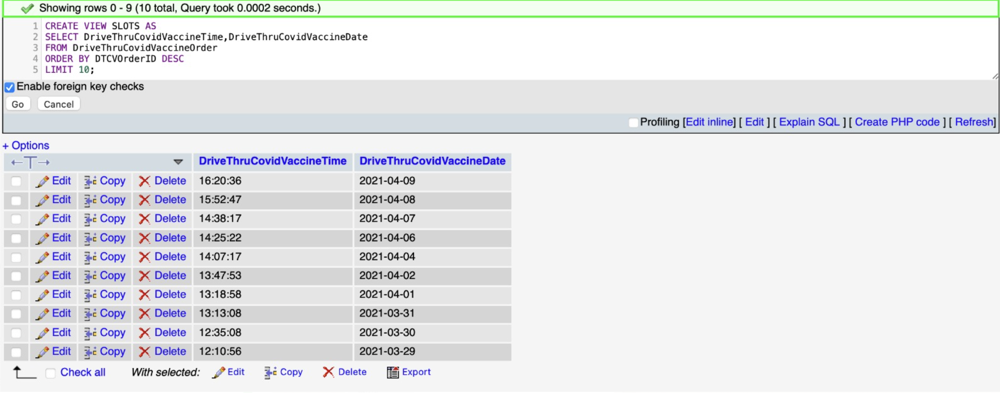 Showing rows 0 - 9 (10 total, Query took 0.0002 seconds.)
1 CREATE VIEW SLOTS AS
2 SELECT DriveThruCovidVaccineTime,DriveThruCovidVaccineDate
3 FROM DriveThruCovidVaccineOrder
4 ORDER BY DTCVOrderID DESC
5 LIMIT 10;
Enable foreign key checks
Go Cancel
Profiling [Edit inline] [ Edit ] [ Explain SQL ] [ Create PHP code ] [ Refresh]
+ Options
←T→ DriveThruCovidVaccineTime DriveThruCovidVaccineDate
Edit Copy Delete 16:20:36 2021-04-09
Edit Copy Delete 15:52:47 2021-04-08
Edit Copy Delete 14:38:17 2021-04-07
Edit Copy Delete 14:25:22 2021-04-06
Edit Copy Delete 14:07:17 2021-04-04
Edit Copy Delete 13:47:53 2021-04-02
Edit Copy Delete 13:18:58 2021-04-01
Edit Copy Delete 13:13:08 2021-03-31
Edit Copy Delete 12:35:08 2021-03-30
Edit Copy Delete 12:10:56 2021-03-29
Check all With selected: Edit Copy Delete Export